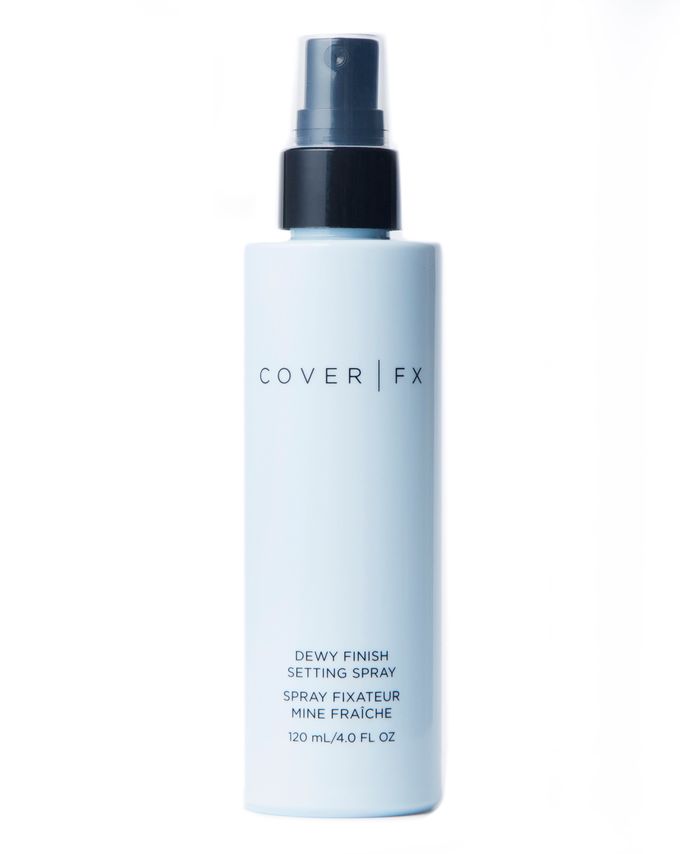 COVER | FX
DEWY FINISH
SETTING SPRAY
SPRAY FIXATEUR
MINE FRAÎCHE
120 mL/4.0 FL OZ